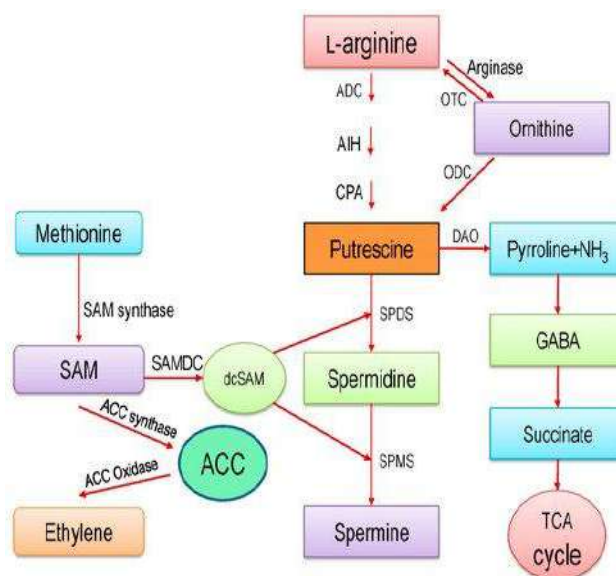 L-arginine
Arginase
ADC
OTC
Ornithine
AIH
ODC
CPA
Methionine
Putrescine
DAO
Pyrroline+NH₃
SAM synthase
SPDS
GABA
SAM
SAMDC
dcSAM
Spermidine
ACC synthase
Succinate
ACC
SPMS
ACC Oxidase
Ethylene
Spermine
TCA
cycle